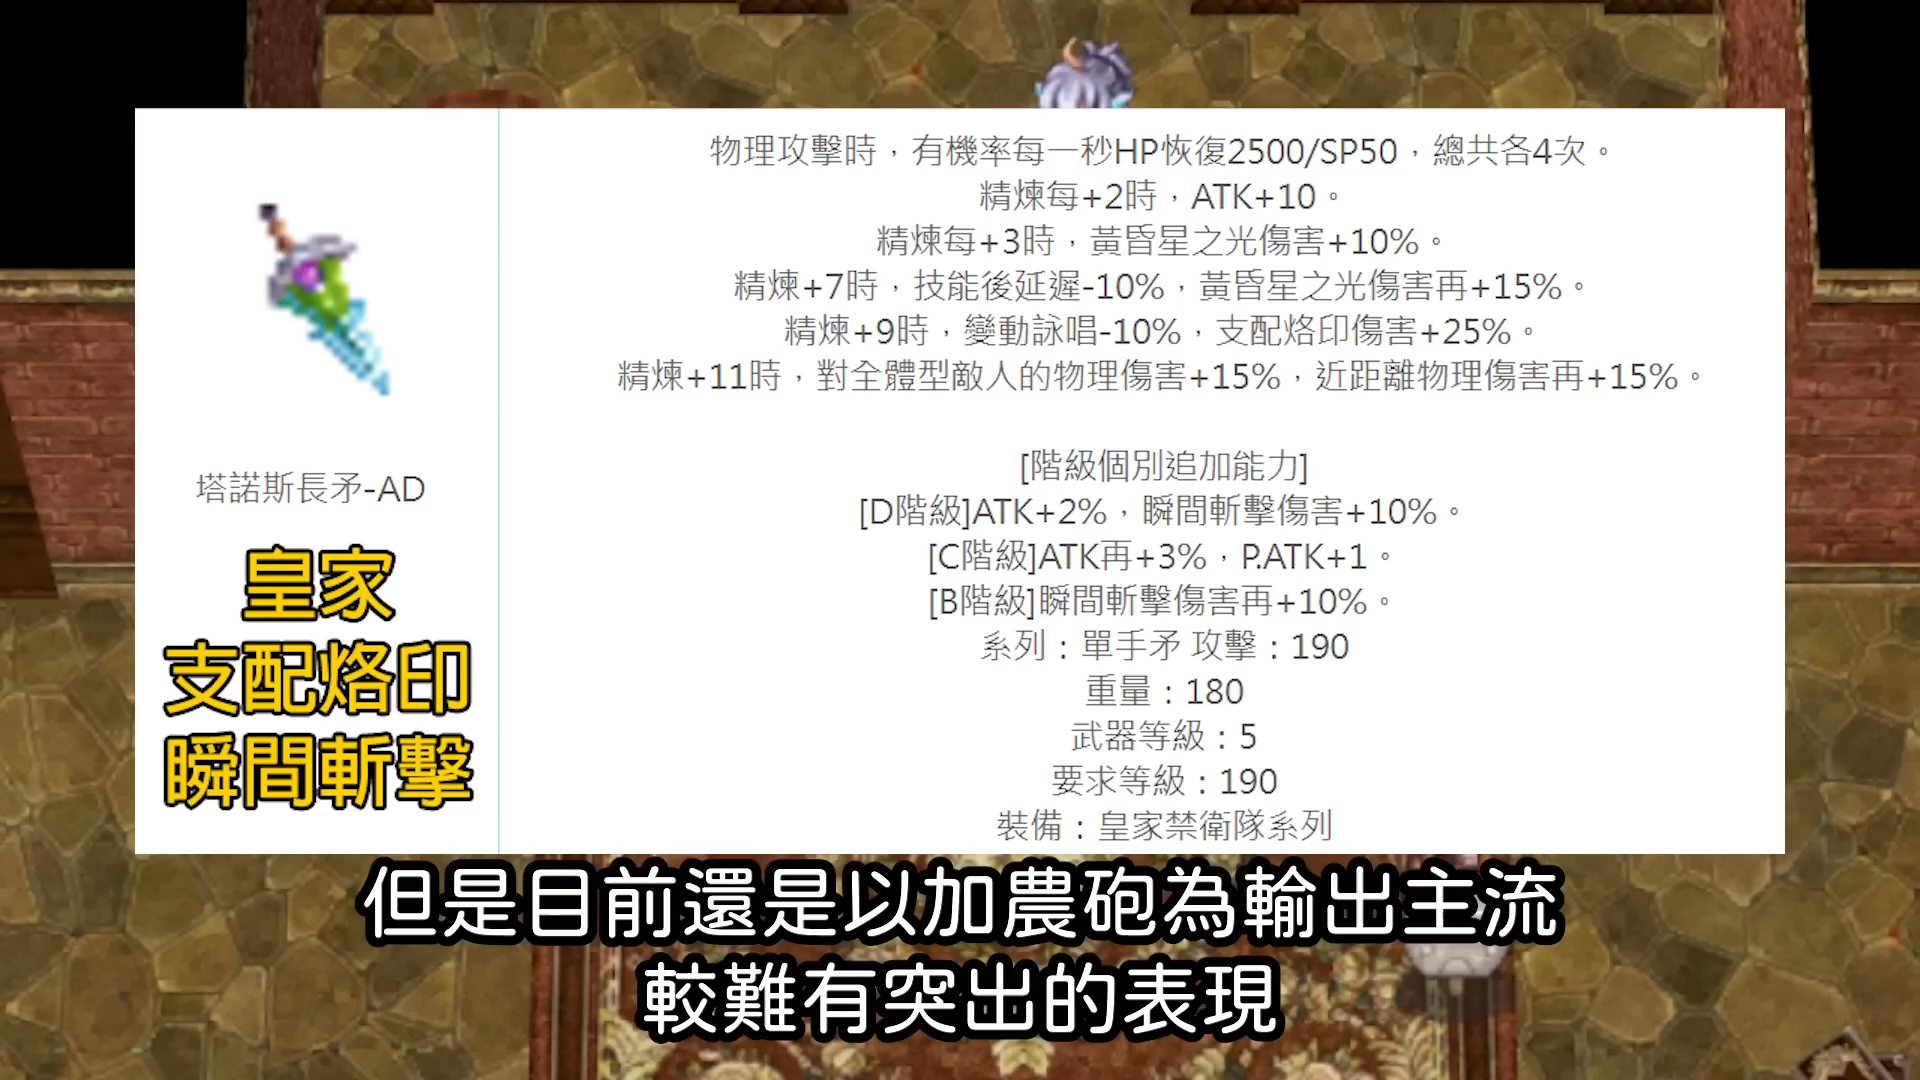 物理攻擊時，有機率每一秒HP恢復2500/SP50，總共各4次。
精煉每+2時，ATK+10。
精煉每+3時，黃昏星之光傷害+10%。
精煉+7時，技能後延遲-10%，黃昏星之光傷害再+15%。
精煉+9時，變動詠唱-10%，支配烙印傷害+25%。
精煉+11時，對全體型敵人的物理傷害+15%，近距離物理傷害再+15%。
[階級個別追加能力]
[D階級]ATK+2%，瞬間斬擊傷害+10%。
[C階級]ATK再+3%，P.ATK+1。
[B階級]瞬間斬擊傷害再+10%。
系列：單手矛 攻擊：190
重量：180
武器等級：5
要求等級：190
裝備：皇家禁衛隊系列
塔諾斯長矛-AD
皇家
支配烙印
瞬間斬擊
但是目前還是以加農砲為輸出主流
較難有突出的表現